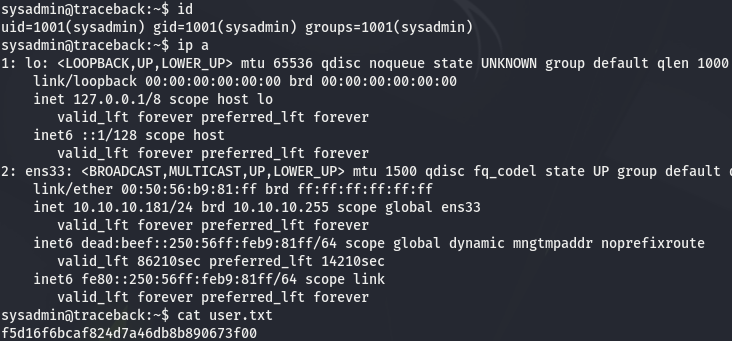 sysadmin@traceback:~$ id
uid=1001(sysadmin) gid=1001(sysadmin) groups=1001(sysadmin)
sysadmin@traceback:~$ ip a
1: lo: <LOOPBACK,UP,LOWER_UP> mtu 65536 qdisc noqueue state UNKNOWN group default qlen 1000
    link/loopback 00:00:00:00:00:00 brd 00:00:00:00:00:00
    inet 127.0.0.1/8 scope host lo
       valid_lft forever preferred_lft forever
    inet6 ::1/128 scope host
       valid_lft forever preferred_lft forever
2: ens33: <BROADCAST,MULTICAST,UP,LOWER_UP> mtu 1500 qdisc fq_codel state UP group default
    link/ether 00:50:56:b9:81:ff brd ff:ff:ff:ff:ff:ff
    inet 10.10.10.181/24 brd 10.10.10.255 scope global ens33
       valid_lft forever preferred_lft forever
    inet6 dead:beef::250:56ff:feb9:81ff/64 scope global dynamic mngtmpaddr noprefixroute
       valid_lft 86210sec preferred_lft 14210sec
    inet6 fe80::250:56ff:feb9:81ff/64 scope link
       valid_lft forever preferred_lft forever
sysadmin@traceback:~$ cat user.txt
f5d16f6bcaf824d7a46db8b890673f00